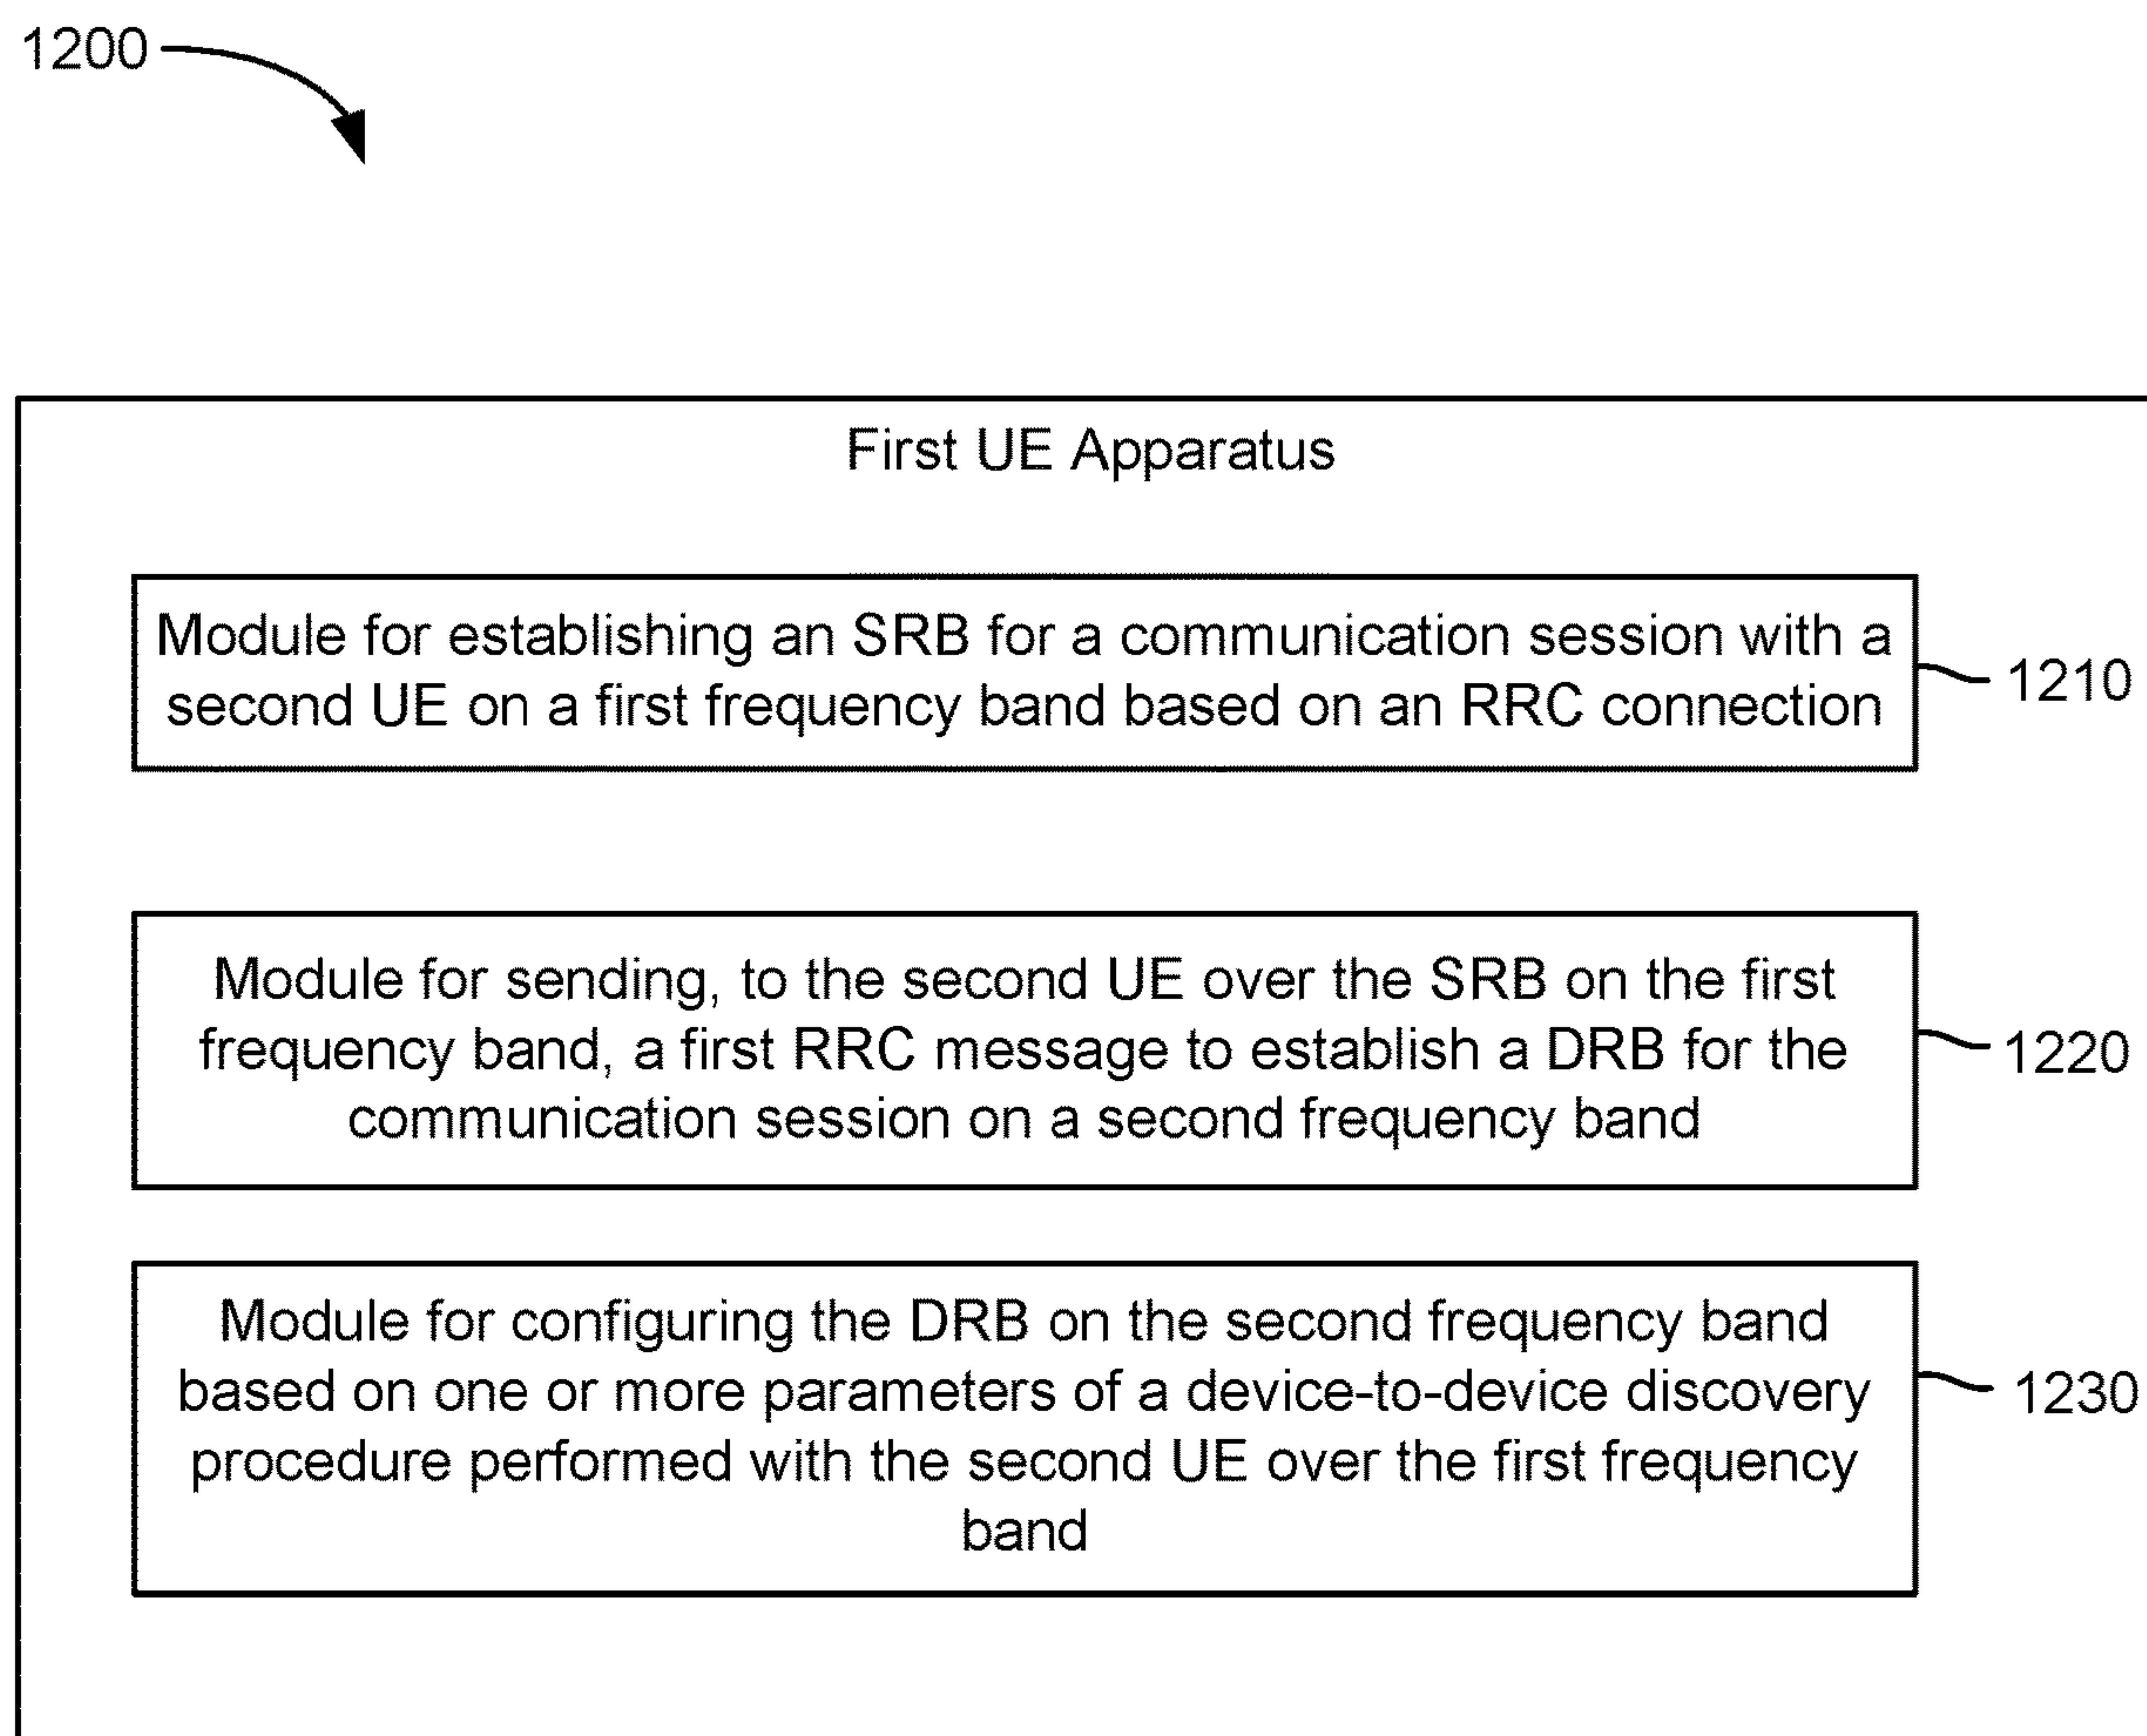 1200
First UE Apparatus
Module for establishing an SRB for a communication session with a
second UE on a first frequency band based on an RRC connection
1210
Module for sending, to the second UE over the SRB on the first
frequency band, a first RRC message to establish a DRB for the
communication session on a second frequency band
1220
Module for configuring the DRB on the second frequency band
based on one or more parameters of a device-to-device discovery
procedure performed with the second UE over the first frequency
band
1230